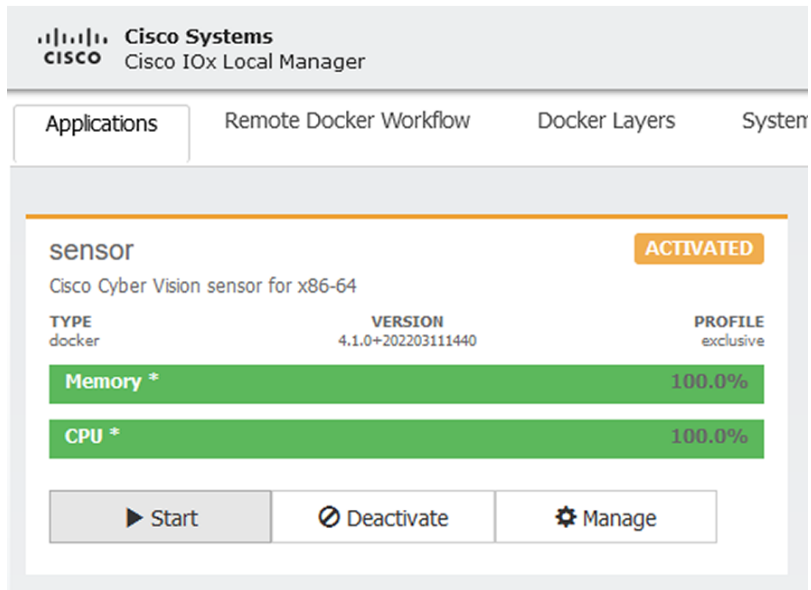 Cisco Systems
CISCO Cisco IOx Local Manager
Applications Remote Docker Workflow Docker Layers System
sensor ACTIVATED
Cisco Cyber Vision sensor for x86-64
TYPE VERSION PROFILE
docker 4.1.0+202203111440 exclusive
Memory * 100.0%
CPU * 100.0%
Start Deactivate Manage